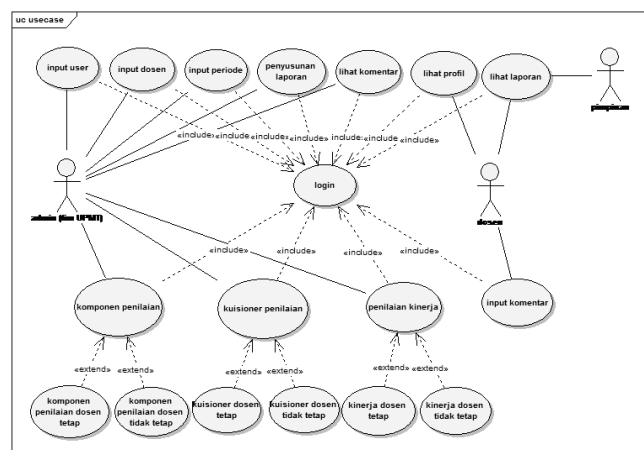 uc usecase
input user
input dosen
input periode
penyusunan
laporan
lihat komentar
lihat profil
lihat laporan
pimpinan
«include»
«include»
«include»
«include»
«include»
«include»
«include»
login
admin (tim UPMT)
dosen
«include»
«include»
«include»
«include»
komponen penilaian
kuisioner penilaian
penilaian kinerja
input komentar
«extend»
«extend»
«extend»
«extend»
«extend»
«extend»
komponen
penilaian dosen
tetap
komponen
penilaian dosen
tidak tetap
kuisioner dosen
tetap
kuisioner dosen
tidak tetap
kinerja dosen
tetap
kinerja dosen
tidak tetap